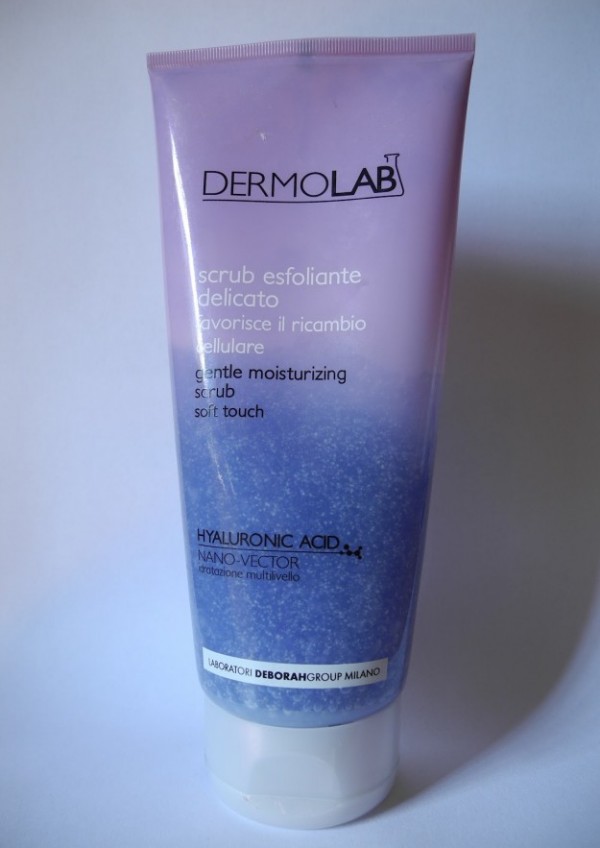 DERMOLAB
scrub esfoliante
delicato
favorisce il ricambio
cellulare
gentle moisturizing
scrub
soft touch
HYALURONIC ACID
NANO-VECTOR
idratazione multilivello
LABORATORI DEBORAHGROUP MILANO